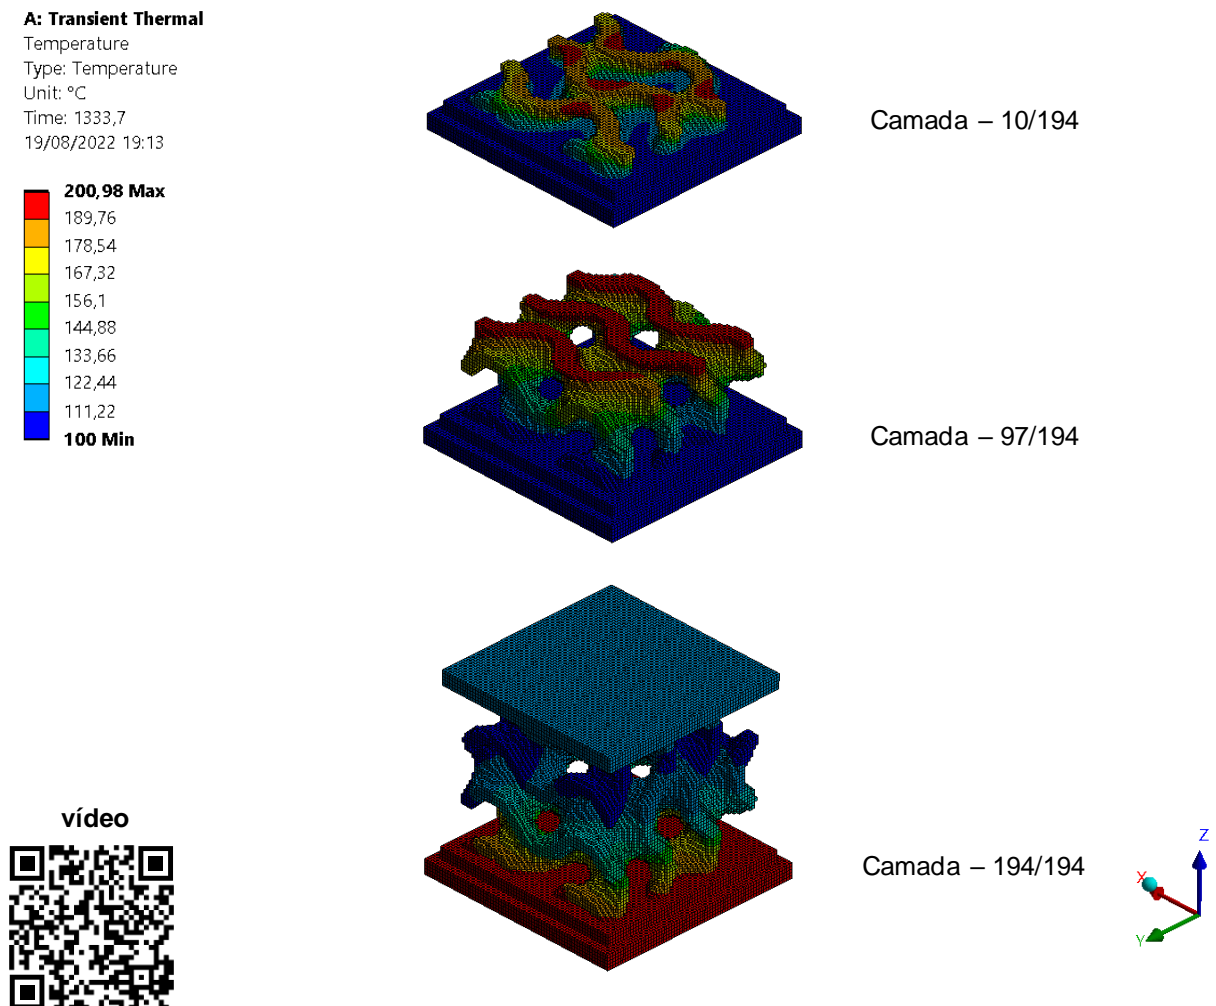 A: Transient Thermal
Temperature
Type: Temperature
Unit: °C
Time: 1333,7
19/08/2022 19:13
200,98 Max
189,76
178,54
167,32
156,1
144,88
133,66
122,44
111,22
100 Min
Camada – 10/194
Camada – 97/194
Camada – 194/194
vídeo
Z
X
Y